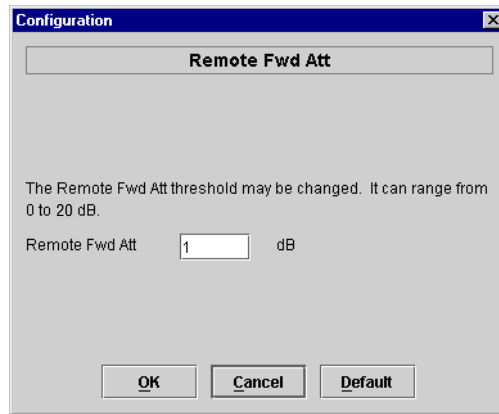 Configuration
Remote Fwd Att
The Remote Fwd Att threshold may be changed. It can range from
0 to 20 dB.
Remote Fwd Att 1 dB
OK Cancel Default